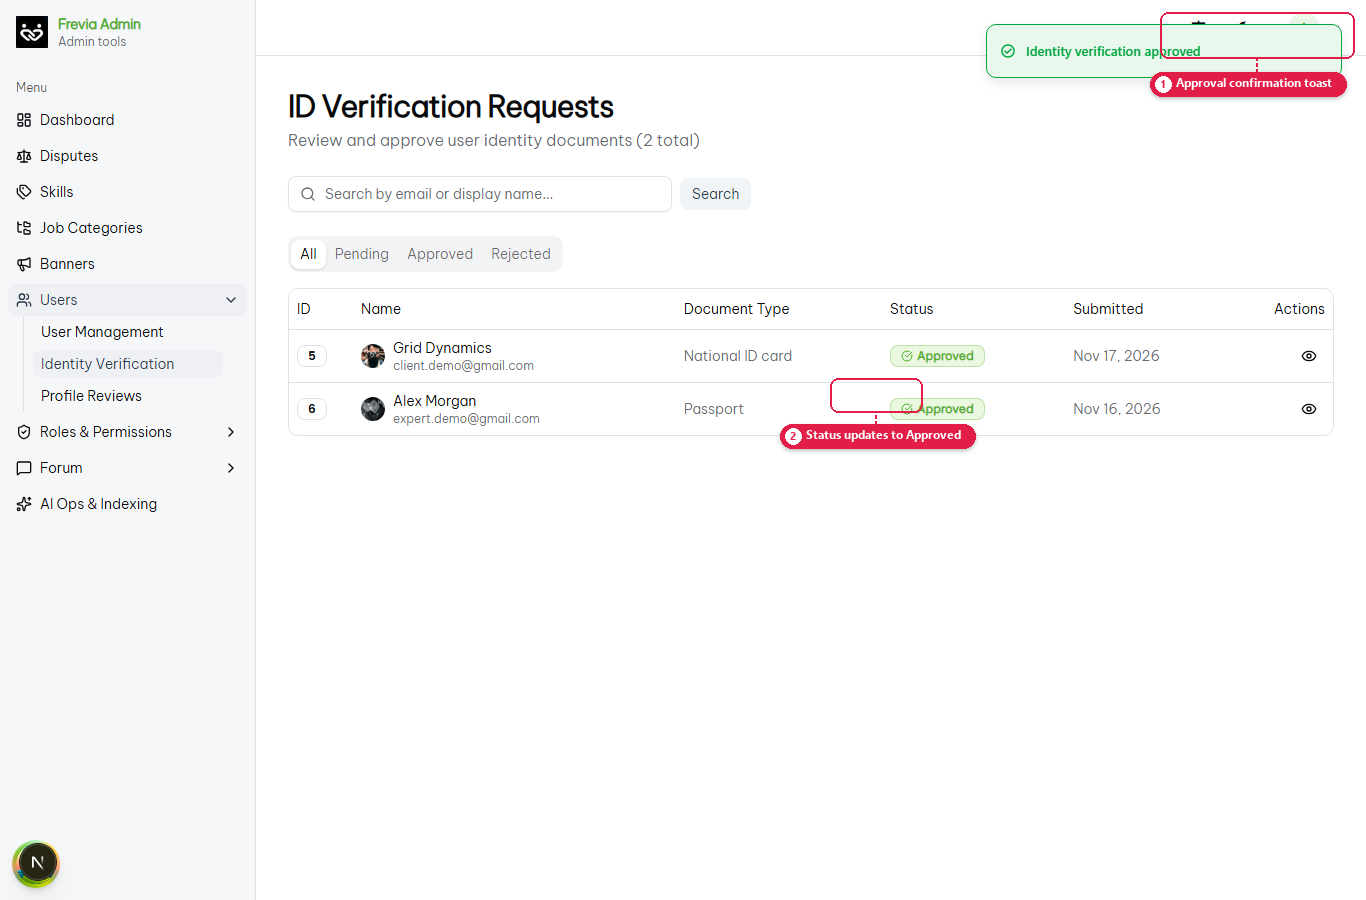 Frevia Admin
Admin tools
Menu
Dashboard
Disputes
Skills
Job Categories
Banners
Users
User Management
Identity Verification
Profile Reviews
Roles & Permissions
Forum
AI Ops & Indexing
N
Identity verification approved
1 Approval confirmation toast
ID Verification Requests
Review and approve user identity documents (2 total)
Search by email or display name...
Search
All Pending Approved Rejected
ID Name Document Type Status Submitted Actions
5 Grid Dynamics National ID card Approved Nov 17, 2026
client.demo@gmail.com
6 Alex Morgan Passport Approved Nov 16, 2026
expert.demo@gmail.com
2 Status updates to Approved